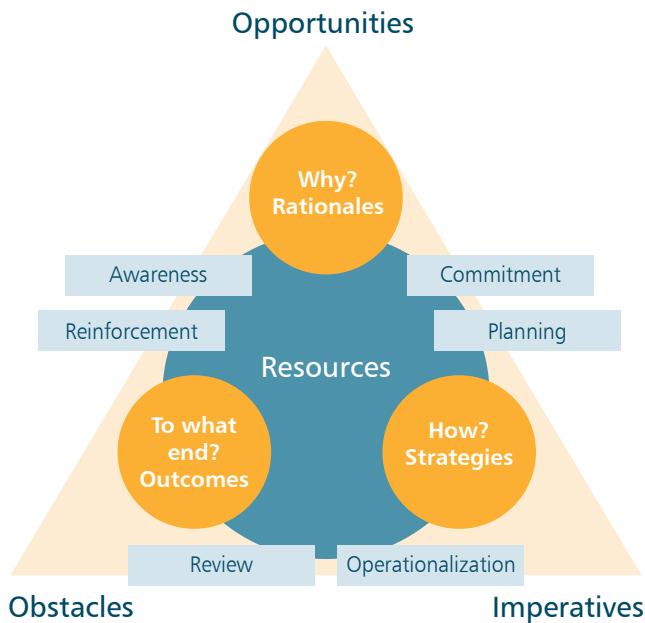 Opportunities
Why?
Rationales
Awareness
Commitment
Reinforcement
Planning
Resources
To what
end?
Outcomes
How?
Strategies
Review
Operationalization
Obstacles
Imperatives